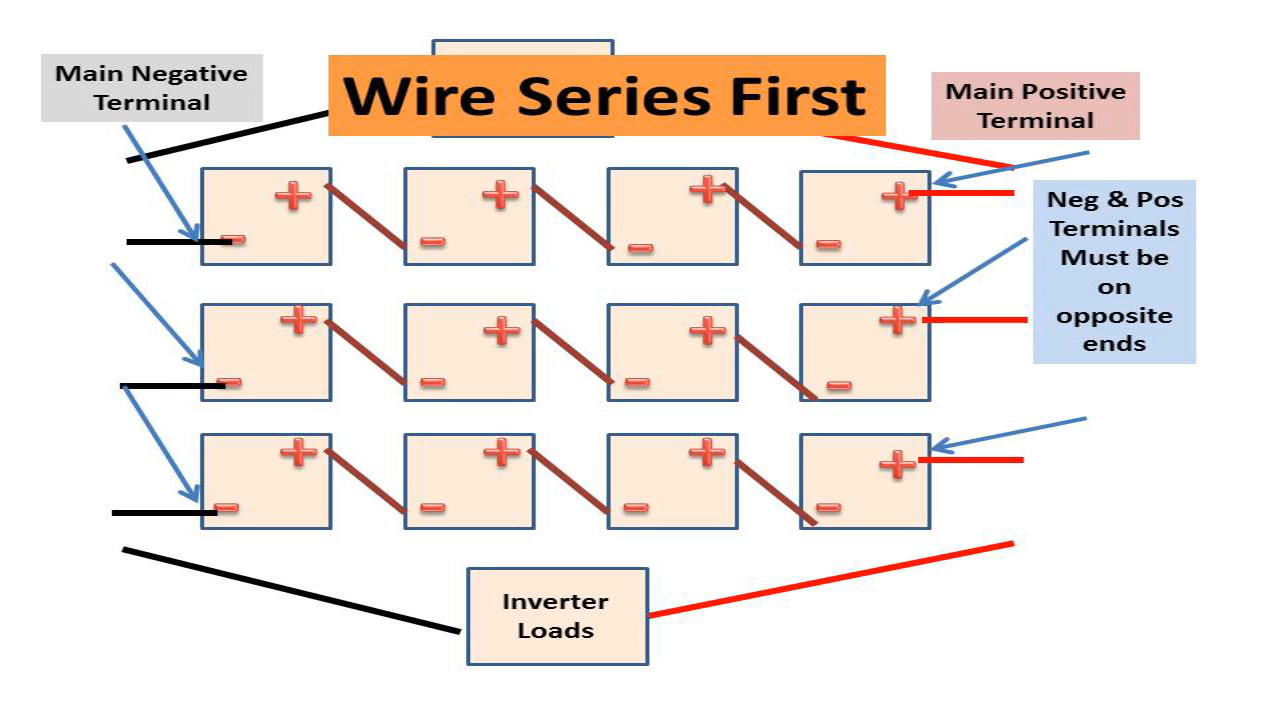 Main Negative
Terminal
Wire Series First
Main Positive
Terminal
Neg & Pos
Terminals
Must be
on
opposite
ends
+ + + +
- - - -
+ + + +
- - - -
+ + + +
- - - -
Inverter
Loads